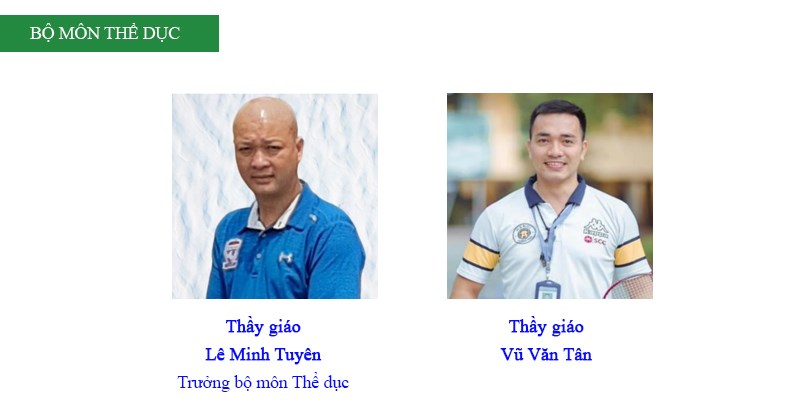 BỘ MÔN THỂ DỤC
SCG
Thầy giáo
Lê Minh Tuyên
Trưởng bộ môn Thể dục
Thầy giáo
Vũ Văn Tân